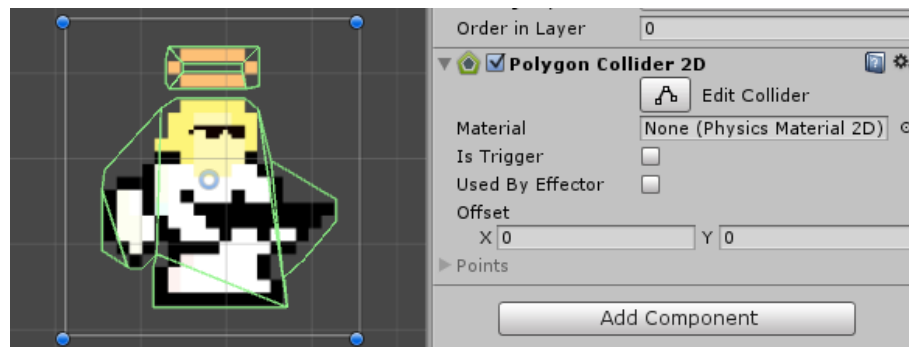 Order in Layer 0
Polygon Collider 2D
Edit Collider
Material None (Physics Material 2D)
Is Trigger
Used By Effector
Offset
X 0 Y 0
Points
Add Component